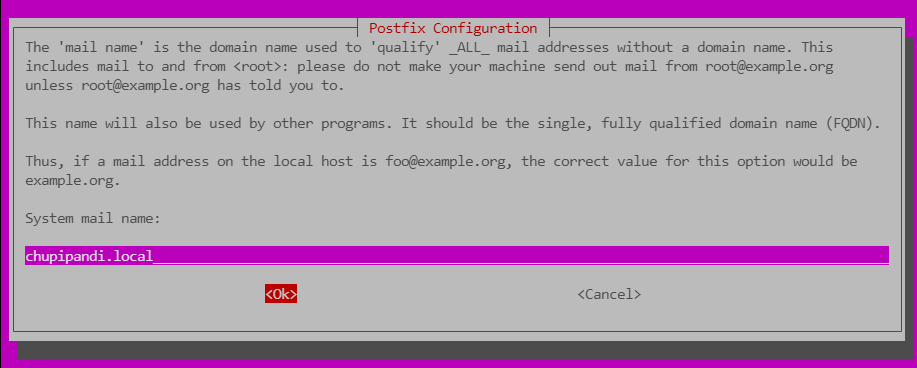 Postfix Configuration
The 'mail name' is the domain name used to 'qualify' _ALL_ mail addresses without a domain name. This
includes mail to and from <root>: please do not make your machine send out mail from root@example.org
unless root@example.org has told you to.
This name will also be used by other programs. It should be the single, fully qualified domain name (FQDN).
Thus, if a mail address on the local host is foo@example.org, the correct value for this option would be
example.org.
System mail name:
chupipandi.local
<Ok> <Cancel>